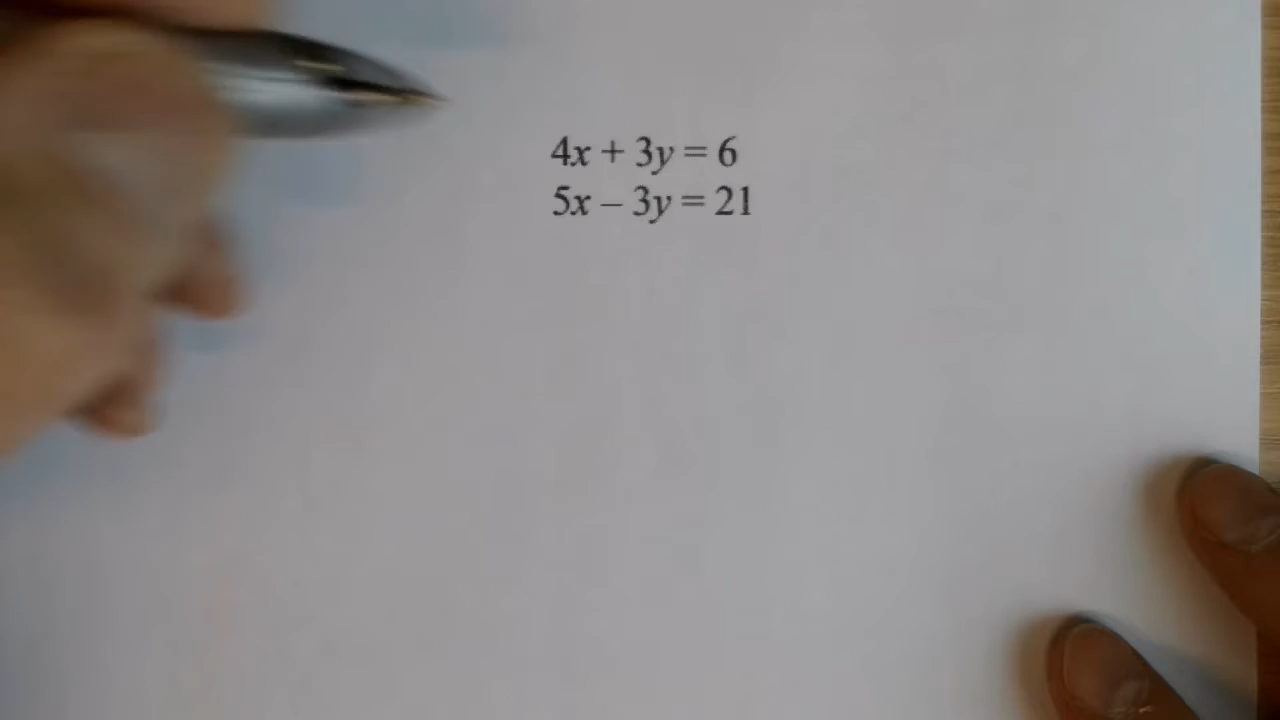 4x + 3y = 6
5x – 3y = 21